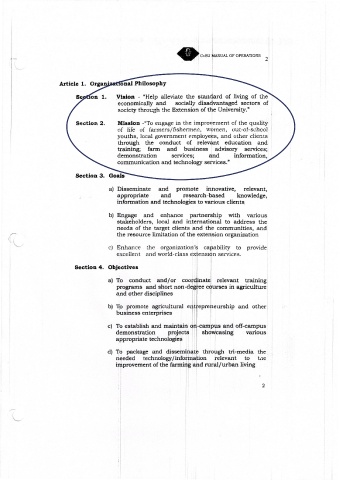 CvSU MANUAL OF OPERATIONS
2
Article 1. Organizational Philosophy
Section 1. Vision - "Help alleviate the standard of living of the
economically and socially disadvantaged sectors of
society through the Extension of the University."
Section 2. Mission -"To engage in the improvement of the quality
of life of farmers/fishermen, women, out-of-school
youths, local government employees, and other clients
through the conduct of relevant education and
training; farm and business advisory services;
demonstration services; and information,
communication and technology services."
Section 3. Goals
a) Disseminate and promote innovative, relevant,
appropriate and research-based knowledge,
information and technologies to various clients
b) Engage and enhance partnership with various
stakeholders, local and international to address the
needs of the target clients and the communities, and
the resource limitation of the extension organization
c) Enhance the organization's capability to provide
excellent and world-class extension services.
Section 4. Objectives
a) To conduct and/or coordinate relevant training
programs and short non-degree courses in agriculture
and other disciplines
b) To promote agricultural entrepreneurship and other
business enterprises
c) To establish and maintain on-campus and off-campus
demonstration projects showcasing various
appropriate technologies
d) To package and disseminate through tri-media the
needed technology/information relevant to the
improvement of the farming and rural/urban living
2